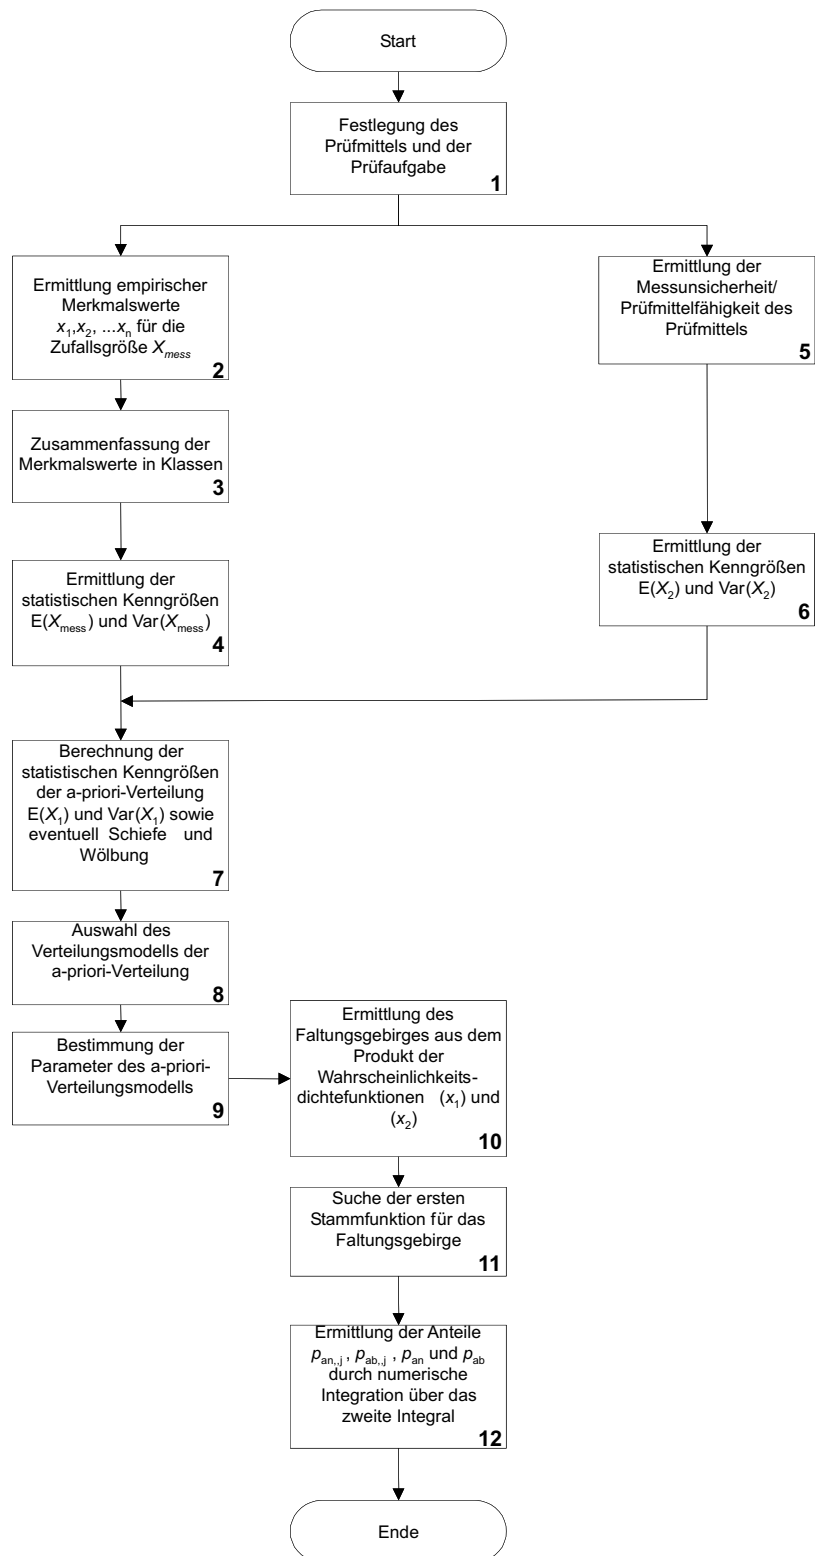 Start
Festlegung des
Prüfmittels und der
Prüfaufgabe
1
Ermittlung empirischer
Merkmalswerte
x1,x2, ...xn für die
Zufallsgröße Xmess
2
Zusammenfassung der
Merkmalswerte in Klassen
3
Ermittlung der
statistischen Kenngrößen
E(Xmess) und Var(Xmess)
4
Ermittlung der
Messunsicherheit/
Prüfmittelfähigkeit des
Prüfmittels
5
Ermittlung der
statistischen Kenngrößen
E(X2) und Var(X2)
6
Berechnung der
statistischen Kenngrößen
der a-priori-Verteilung
E(X1) und Var(X1) sowie
eventuell Schiefe und
Wölbung
7
Auswahl des
Verteilungsmodells der
a-priori-Verteilung
8
Bestimmung der
Parameter des a-priori-
Verteilungsmodells
9
Ermittlung des
Faltungsgebirges aus dem
Produkt der
Wahrscheinlichkeits-
dichtefunktionen (x1) und
(x2)
10
Suche der ersten
Stammfunktion für das
Faltungsgebirge
11
Ermittlung der Anteile
pan,,j , pab,,j , pan und pab
durch numerische
Integration über das
zweite Integral
12
Ende